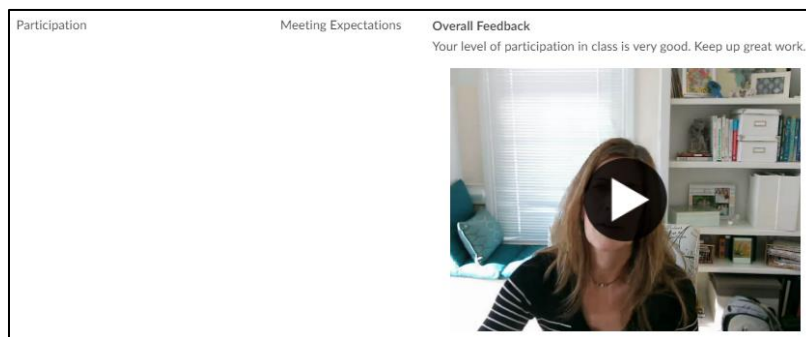 Participation
Meeting Expectations
Overall Feedback
Your level of participation in class is very good. Keep up great work.